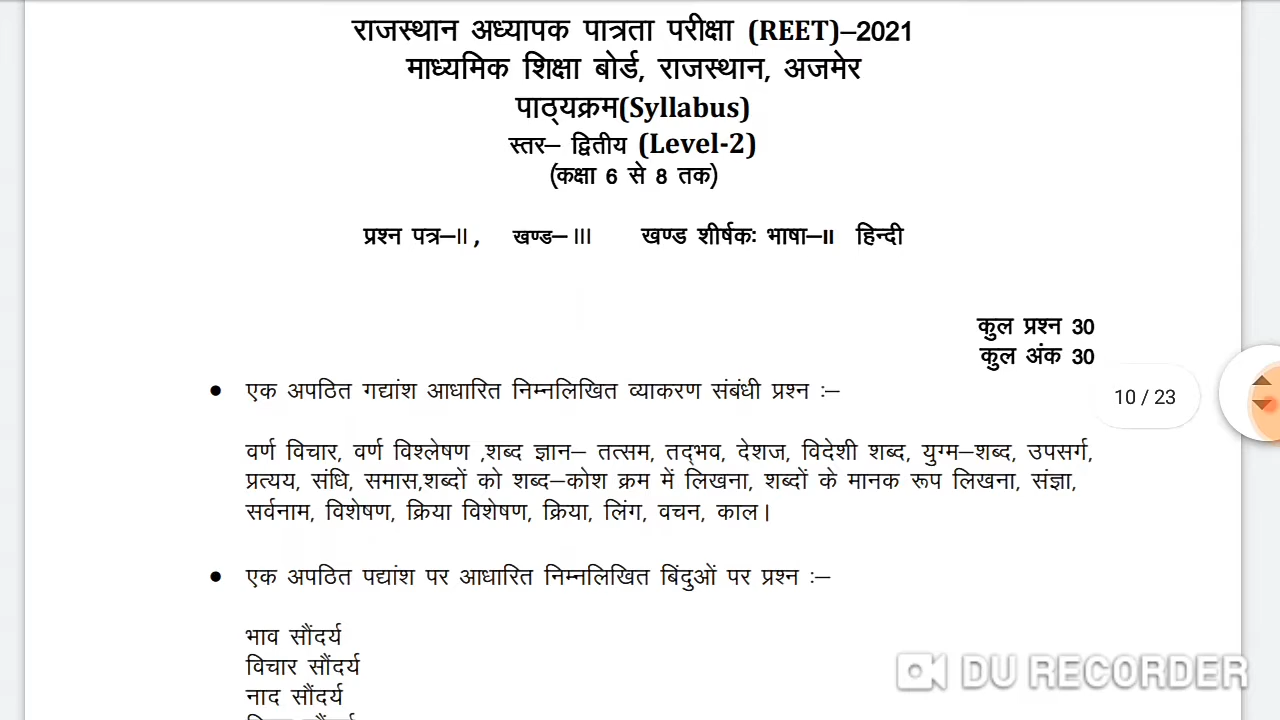 राजस्थान अध्यापक पात्रता परीक्षा (REET)–2021
माध्यमिक शिक्षा बोर्ड, राजस्थान, अजमेर
पाठ्यक्रम(Syllabus)
स्तर– द्वितीय (Level-2)
(कक्षा 6 से 8 तक)
प्रश्न पत्र–II, खण्ड– III खण्ड शीर्षकः भाषा–II हिन्दी
कुल प्रश्न 30
कुल अंक 30
• एक अपठित गद्यांश आधारित निम्नलिखित व्याकरण संबंधी प्रश्न :–
10 / 23
वर्ण विचार, वर्ण विश्लेषण ,शब्द ज्ञान– तत्सम, तद्भव, देशज, विदेशी शब्द, युग्म–शब्द, उपसर्ग,
प्रत्यय, संधि, समास,शब्दों को शब्द–कोश क्रम में लिखना, शब्दों के मानक रूप लिखना, संज्ञा,
सर्वनाम, विशेषण, क्रिया विशेषण, क्रिया, लिंग, वचन, काल।
• एक अपठित पद्यांश पर आधारित निम्नलिखित बिंदुओं पर प्रश्न :–
भाव सौंदर्य
विचार सौंदर्य
नाद सौंदर्य
DU RECORDER